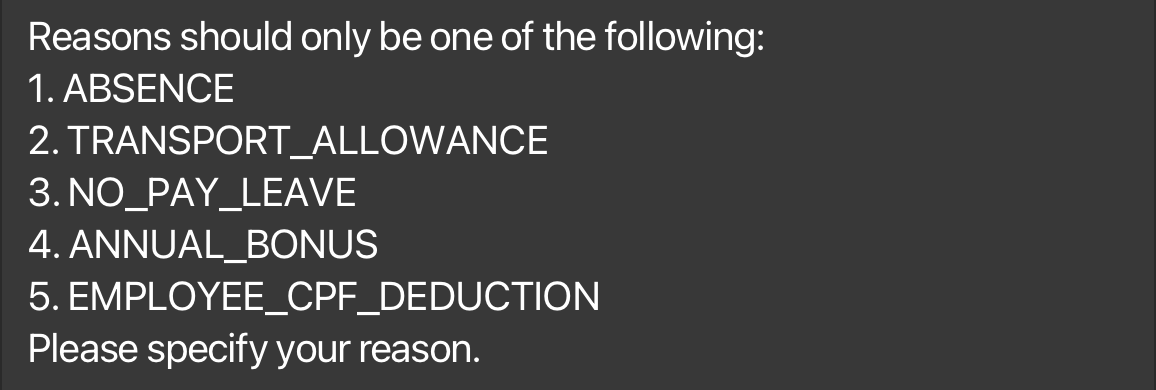 Reasons should only be one of the following:
1. ABSENCE
2. TRANSPORT_ALLOWANCE
3. NO_PAY_LEAVE
4. ANNUAL_BONUS
5. EMPLOYEE_CPF_DEDUCTION
Please specify your reason.